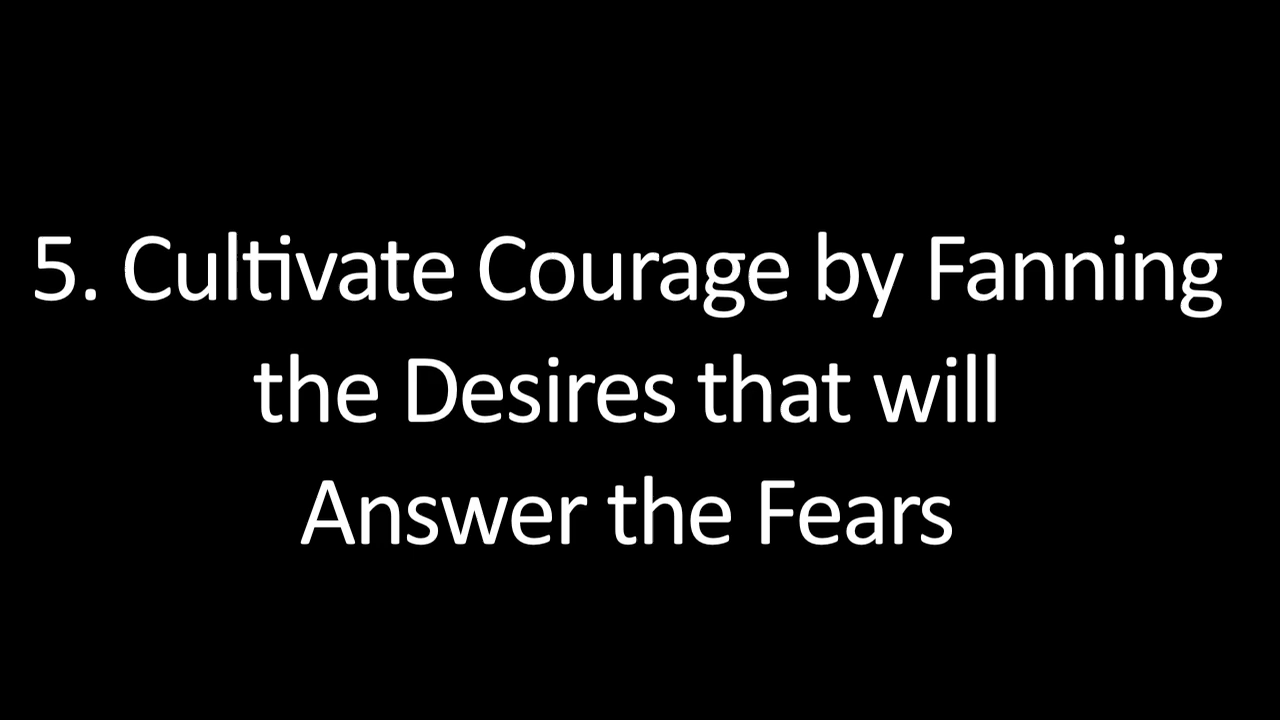 5. Cultivate Courage by Fanning
the Desires that will
Answer the Fears